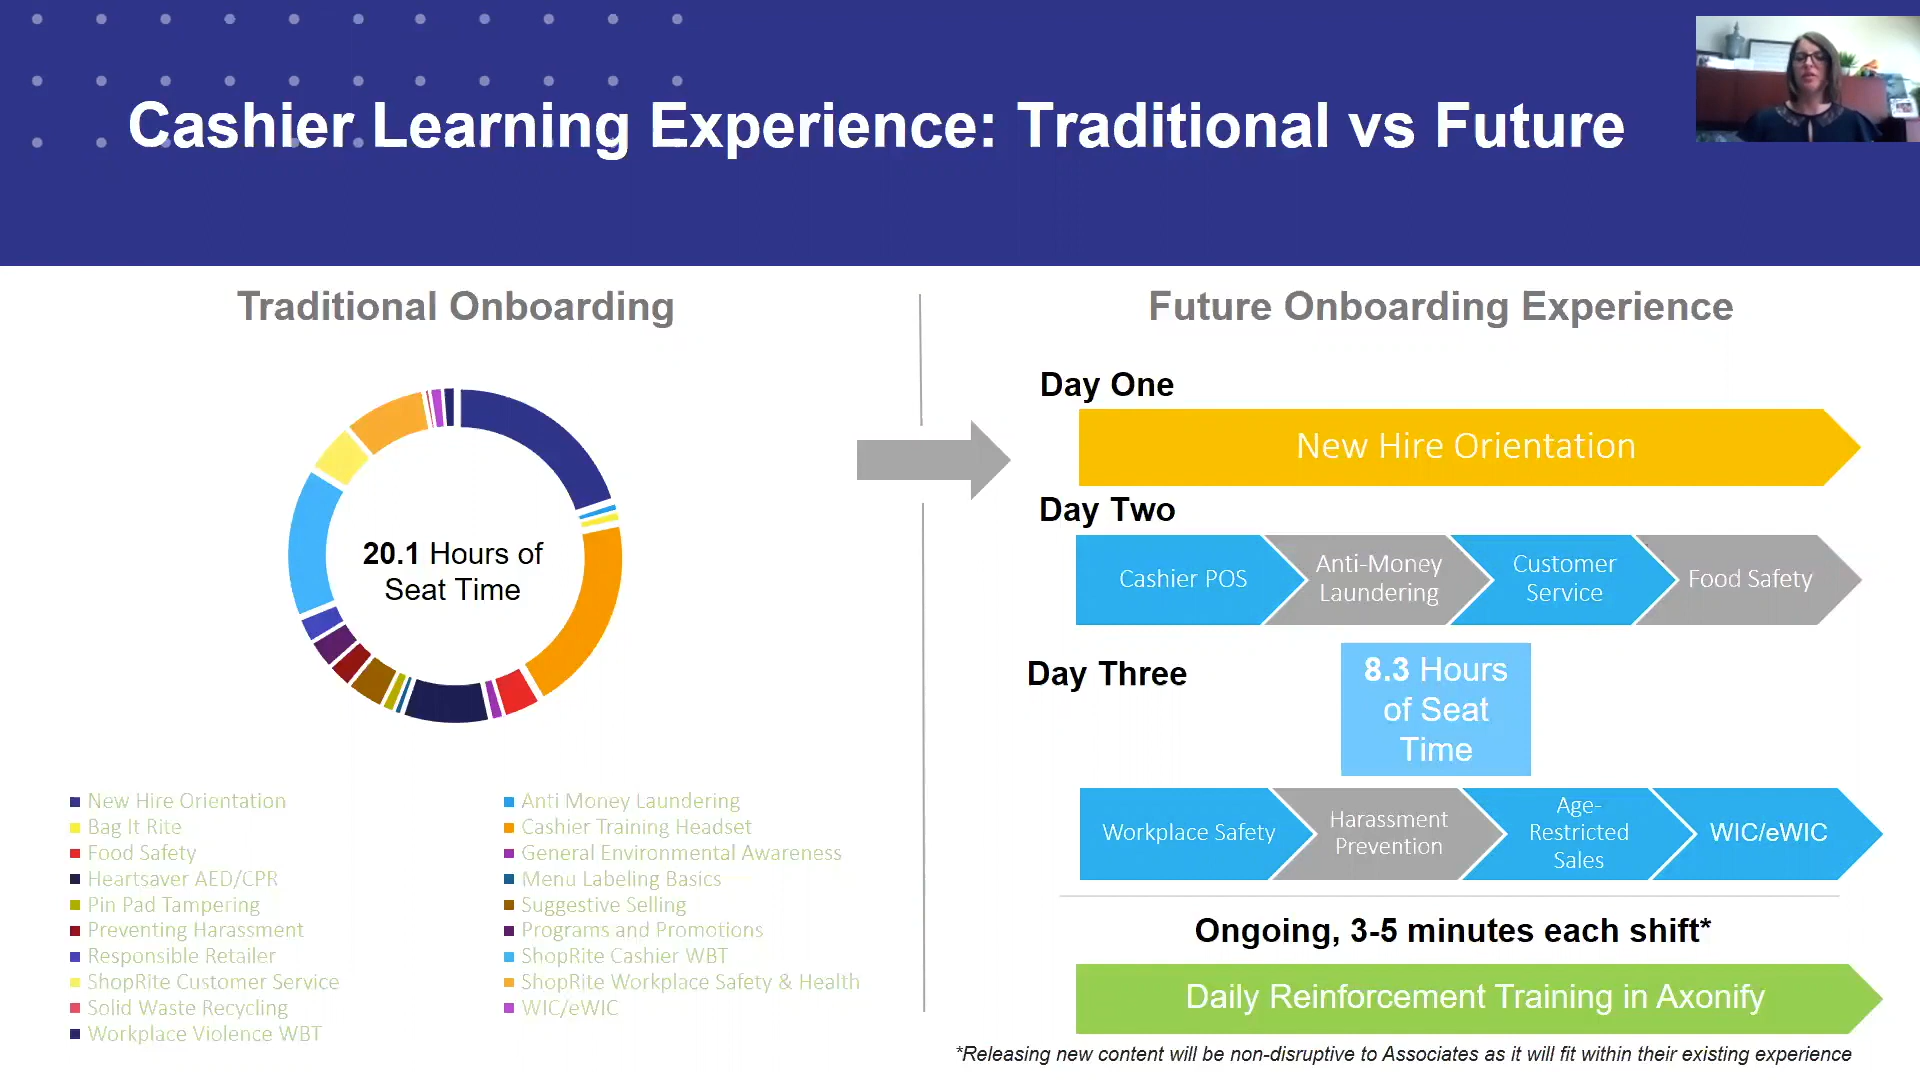 Cashier Learning Experience: Traditional vs Future
Traditional Onboarding
20.1 Hours of
Seat Time
New Hire Orientation
Anti Money Laundering
Bag It Rite
Cashier Training Headset
Food Safety
General Environmental Awareness
Heartsaver AED/CPR
Menu Labeling Basics
Pin Pad Tampering
Suggestive Selling
Preventing Harassment
Programs and Promotions
Responsible Retailer
ShopRite Cashier WBT
ShopRite Customer Service
ShopRite Workplace Safety & Health
Solid Waste Recycling
WIC/eWIC
Workplace Violence WBT
Future Onboarding Experience
Day One
New Hire Orientation
Day Two
Cashier POS
Anti-Money
Laundering
Customer
Service
Food Safety
Day Three
8.3 Hours
of Seat
Time
Workplace Safety
Harassment
Prevention
Age-
Restricted
Sales
WIC/eWIC
Ongoing, 3-5 minutes each shift*
Daily Reinforcement Training in Axonify
*Releasing new content will be non-disruptive to Associates as it will fit within their existing experience